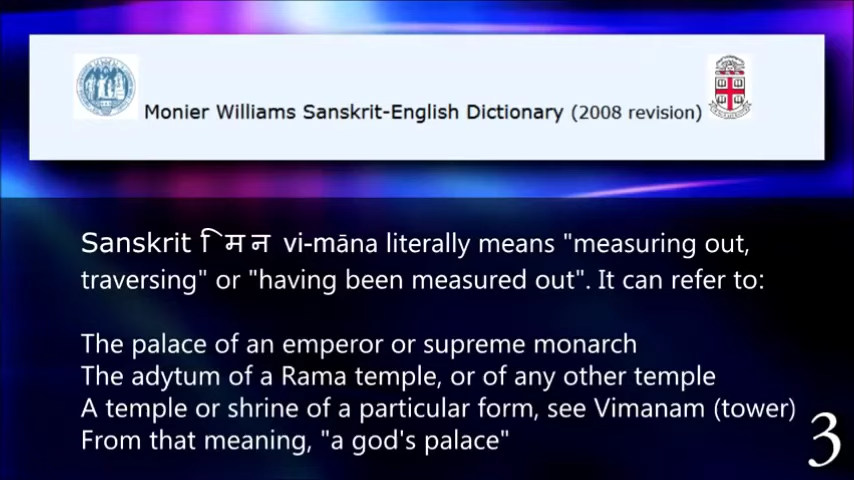 Monier Williams Sanskrit-English Dictionary (2008 revision)
Sanskrit िमन vi-māna literally means "measuring out,
traversing" or "having been measured out". It can refer to:
The palace of an emperor or supreme monarch
The adytum of a Rama temple, or of any other temple
A temple or shrine of a particular form, see Vimanam (tower)
From that meaning, "a god's palace"
3